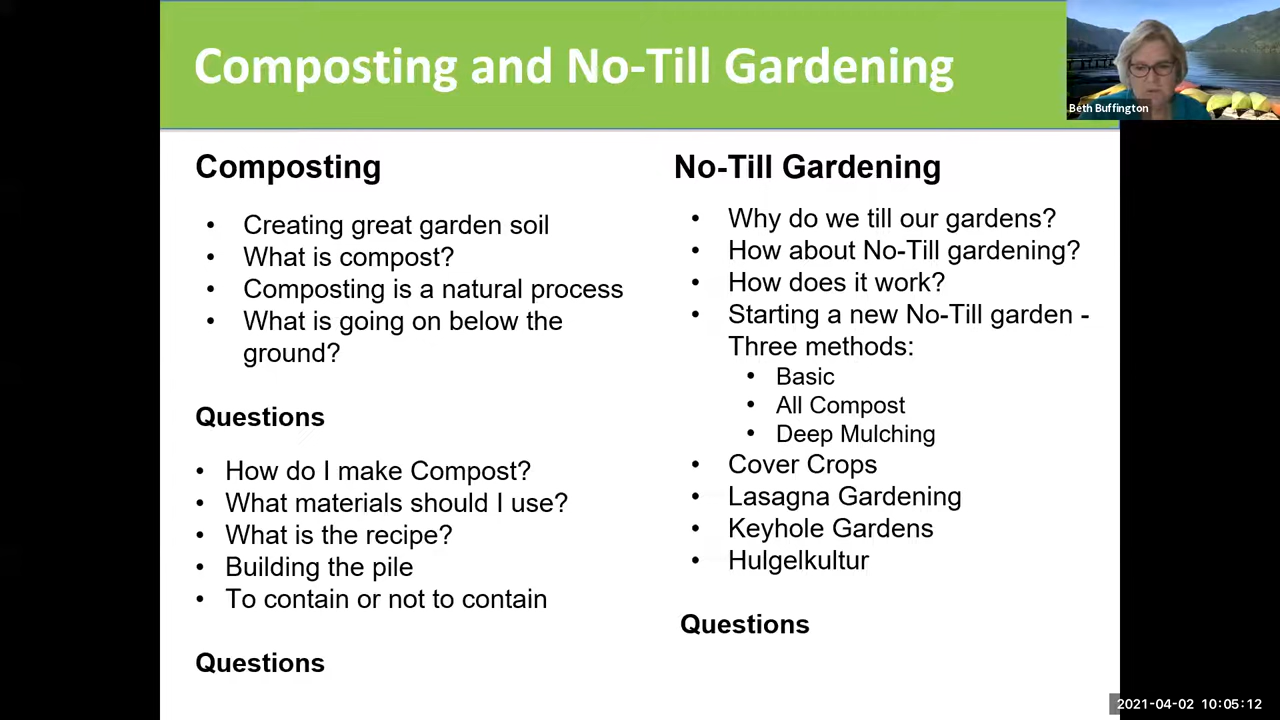 Composting and No-Till Gardening
Beth Buffington
Composting
• Creating great garden soil
• What is compost?
• Composting is a natural process
• What is going on below the
ground?
Questions
• How do I make Compost?
• What materials should I use?
• What is the recipe?
• Building the pile
• To contain or not to contain
Questions
No-Till Gardening
• Why do we till our gardens?
• How about No-Till gardening?
• How does it work?
• Starting a new No-Till garden -
Three methods:
• Basic
• All Compost
• Deep Mulching
• Cover Crops
• Lasagna Gardening
• Keyhole Gardens
• Hulgelkultur
Questions
2021-04-02 10:05:12